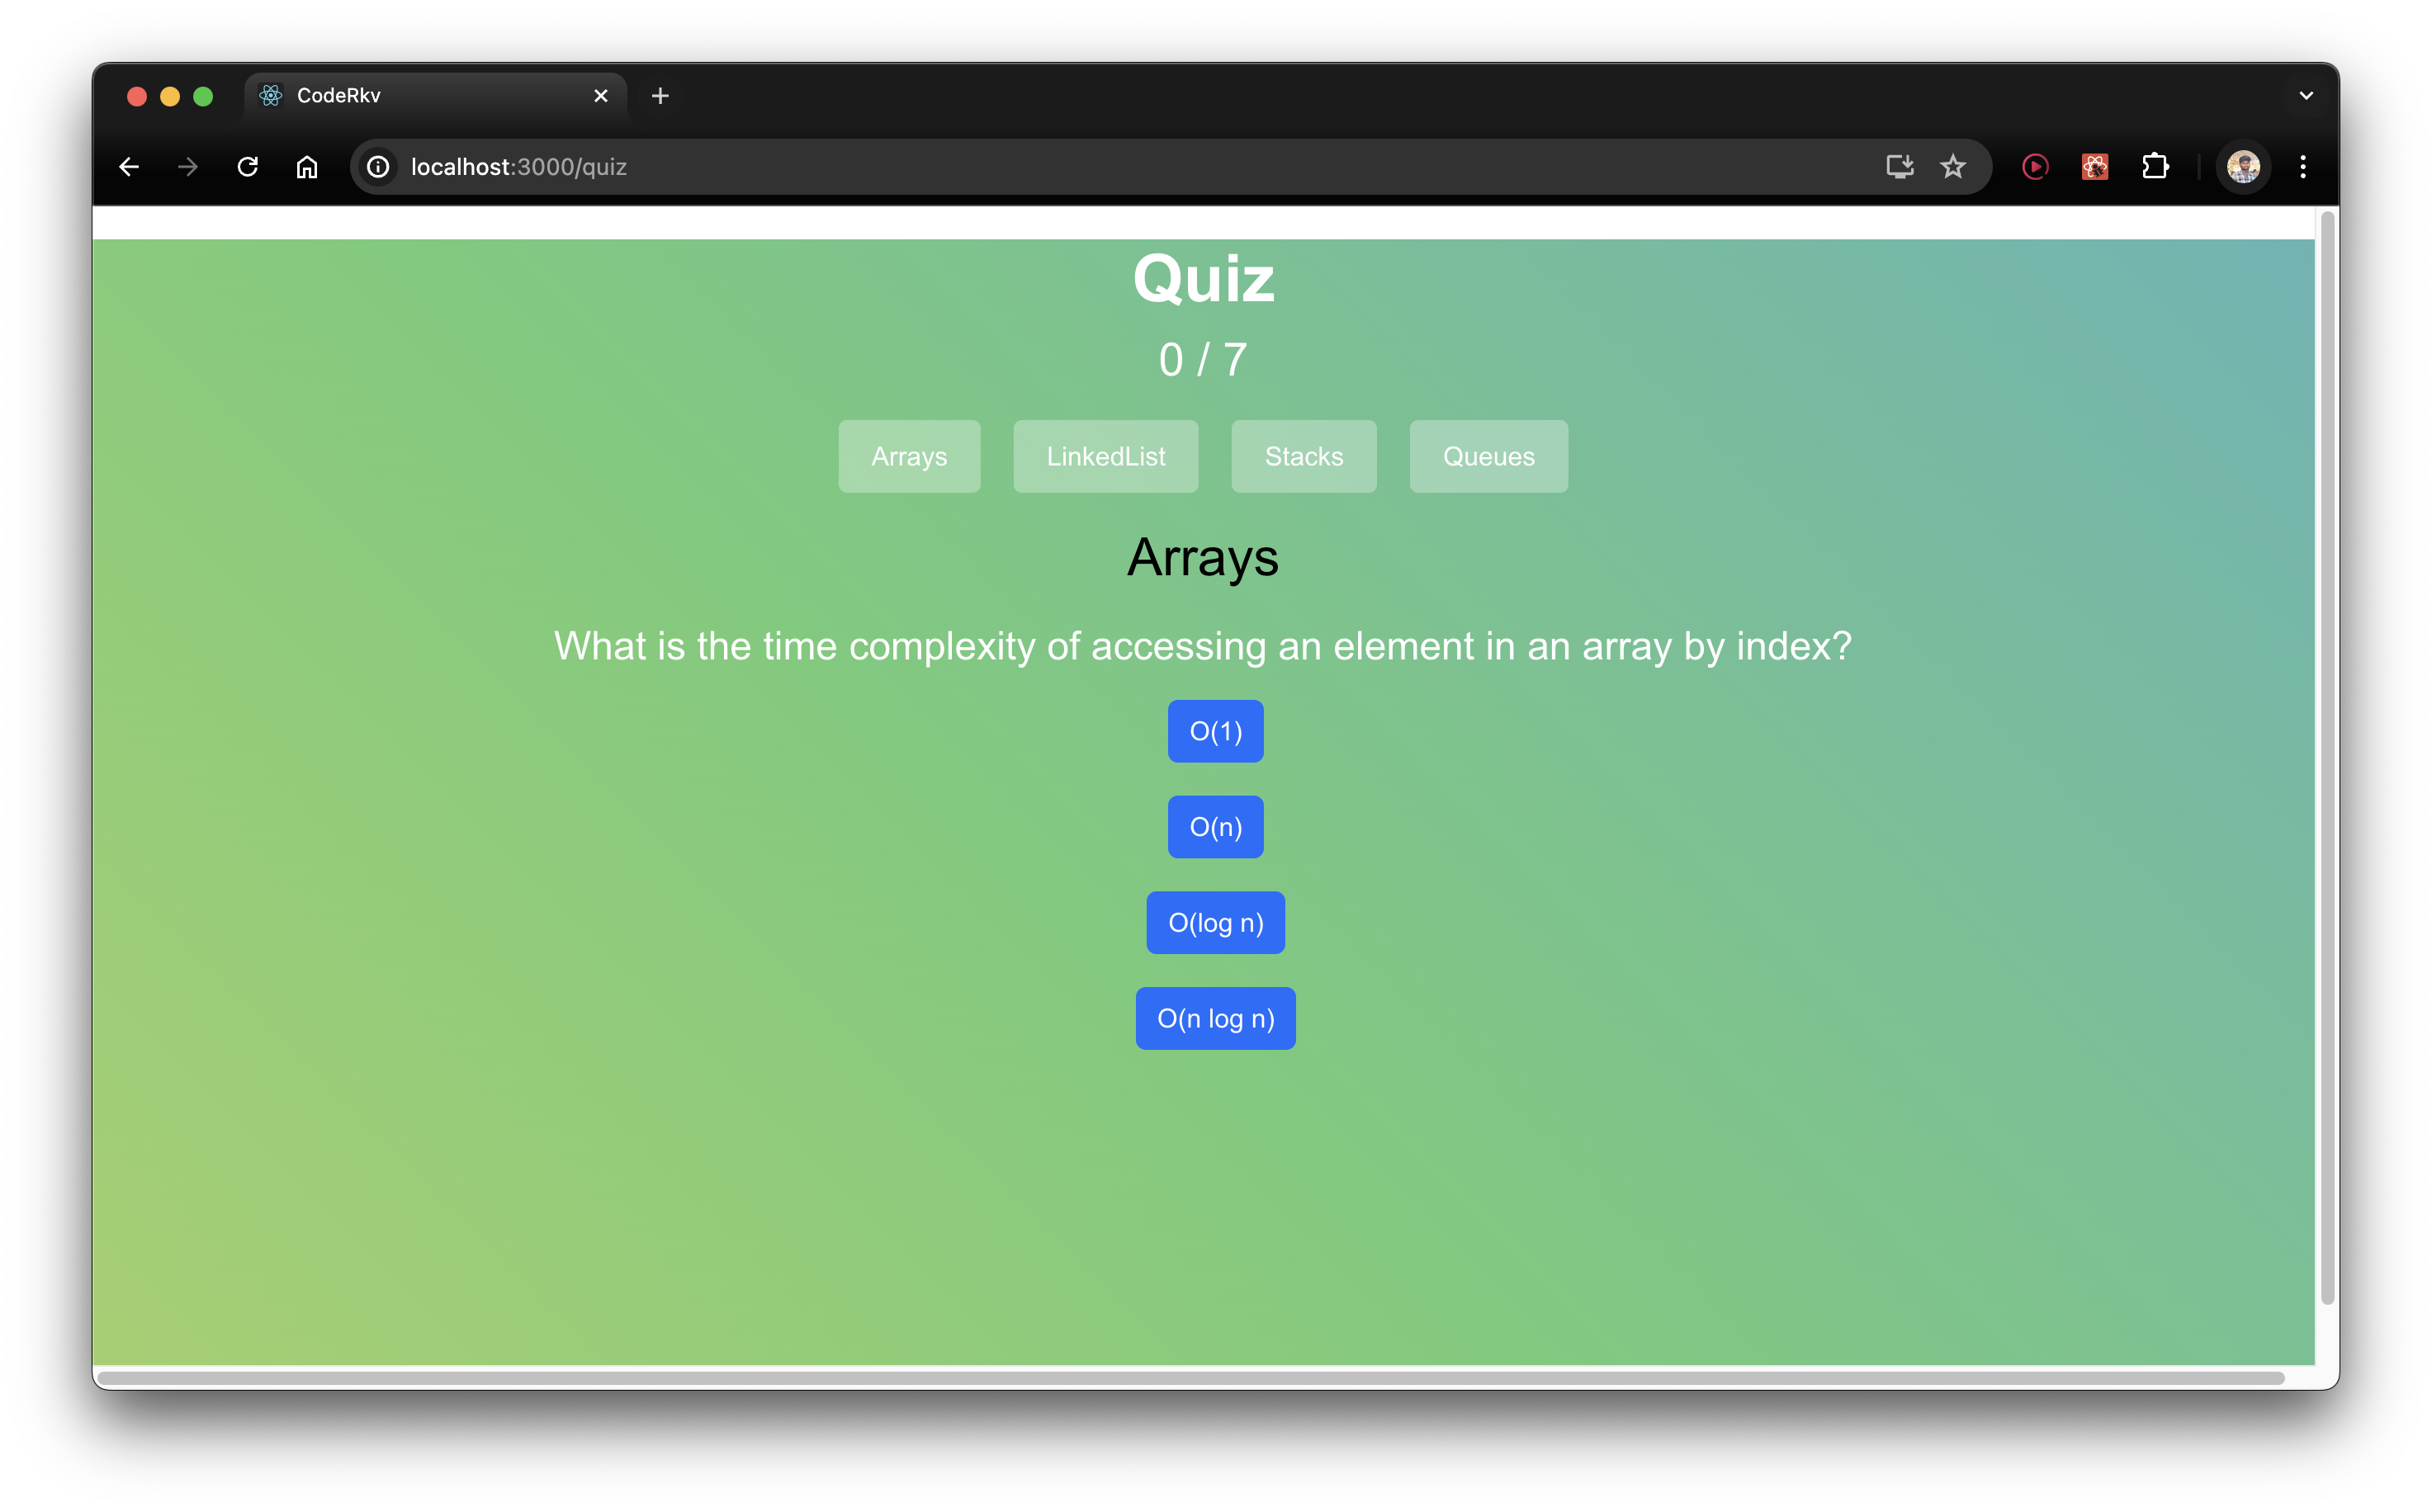 CodeRkv
localhost:3000/quiz
Quiz
0 / 7
Arrays LinkedList Stacks Queues
Arrays
What is the time complexity of accessing an element in an array by index?
O(1)
O(n)
O(log n)
O(n log n)